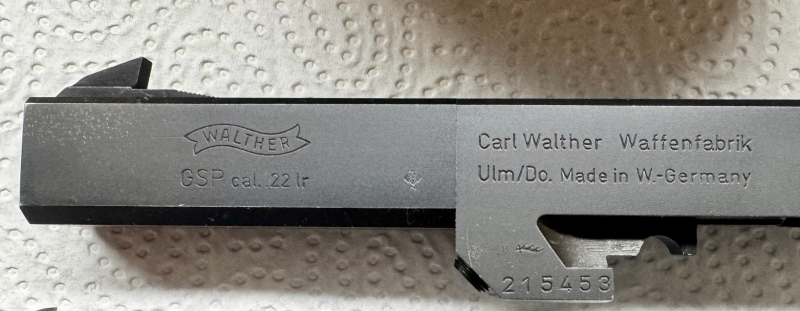 WALTHER
GSP cal. 22 lr
Carl Walther Waffenfabrik
Ulm/Do. Made in W.-Germany
215453